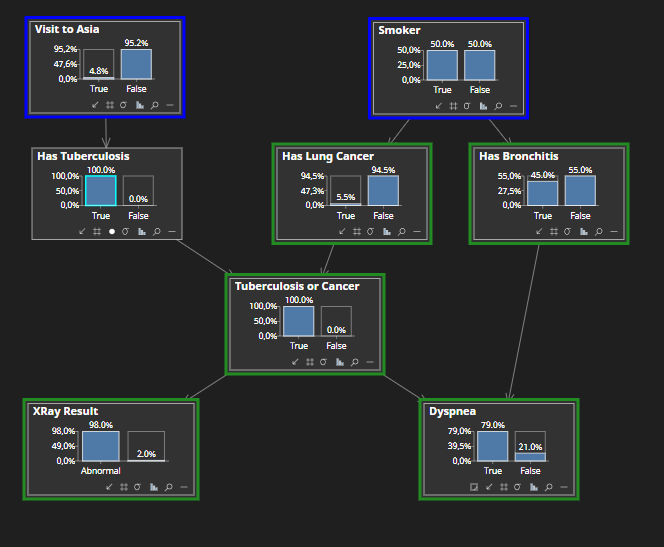 Visit to Asia
95,2%
47,6%
0,0%
4.8%
95.2%
True
False
Smoker
50,0%
25,0%
0,0%
50.0%
50.0%
True
False
Has Tuberculosis
100,0%
50,0%
0,0%
100.0%
0.0%
True
False
Has Lung Cancer
94,5%
47,3%
0,0%
5.5%
94.5%
True
False
Has Bronchitis
55,0%
27,5%
0,0%
45.0%
55.0%
True
False
Tuberculosis or Cancer
100,0%
50,0%
0,0%
100.0%
0.0%
True
False
XRay Result
98,0%
49,0%
0,0%
98.0%
2.0%
Abnormal
Dyspnea
79,0%
39,5%
0,0%
79.0%
21.0%
True
False